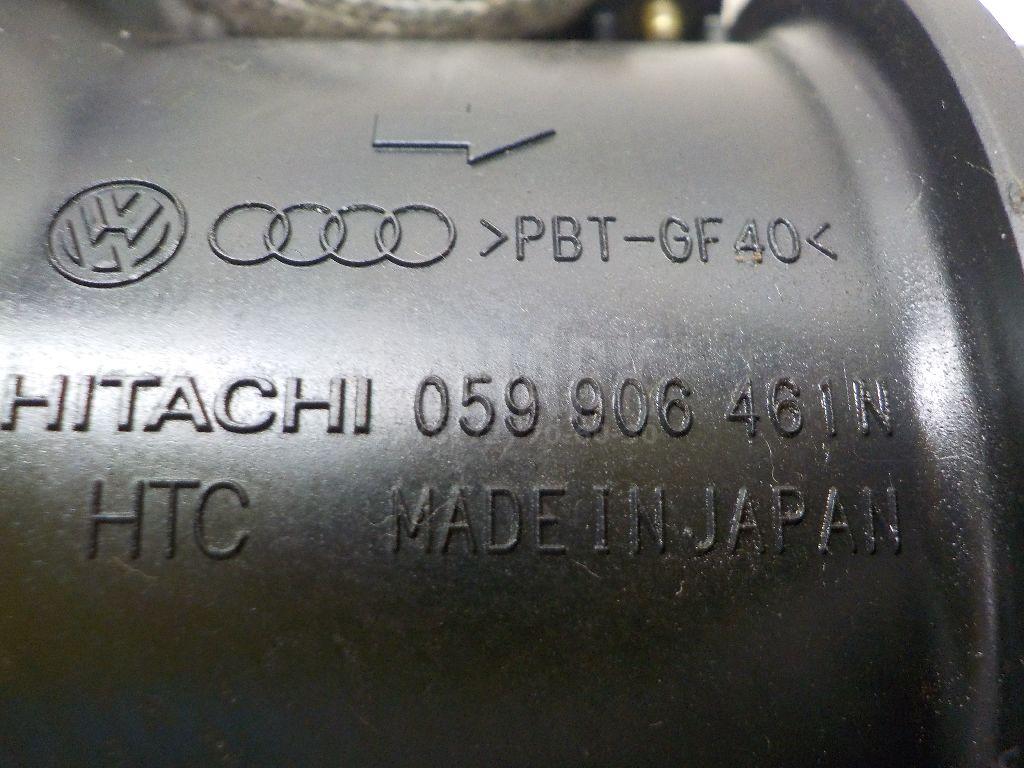 >PBT-GF40<
HITACHI 059 906 461N
HTC MADE IN JAPAN